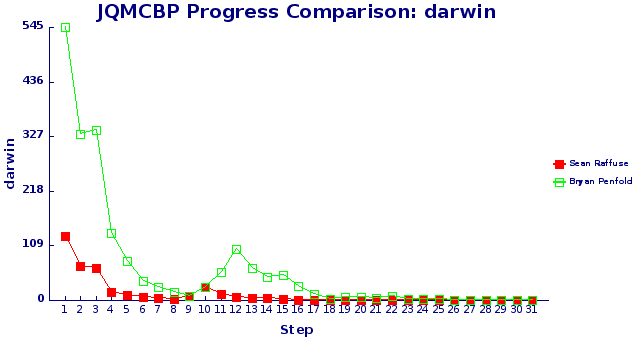 JQMCBP Progress Comparison: darwin
545
436
327
218
109
0
darwin
1 2 3 4 5 6 7 8 9 10 11 12 13 14 15 16 17 18 19 20 21 22 23 24 25 26 27 28 29 30 31
Step
Sean Raffuse
Bryan Penfold